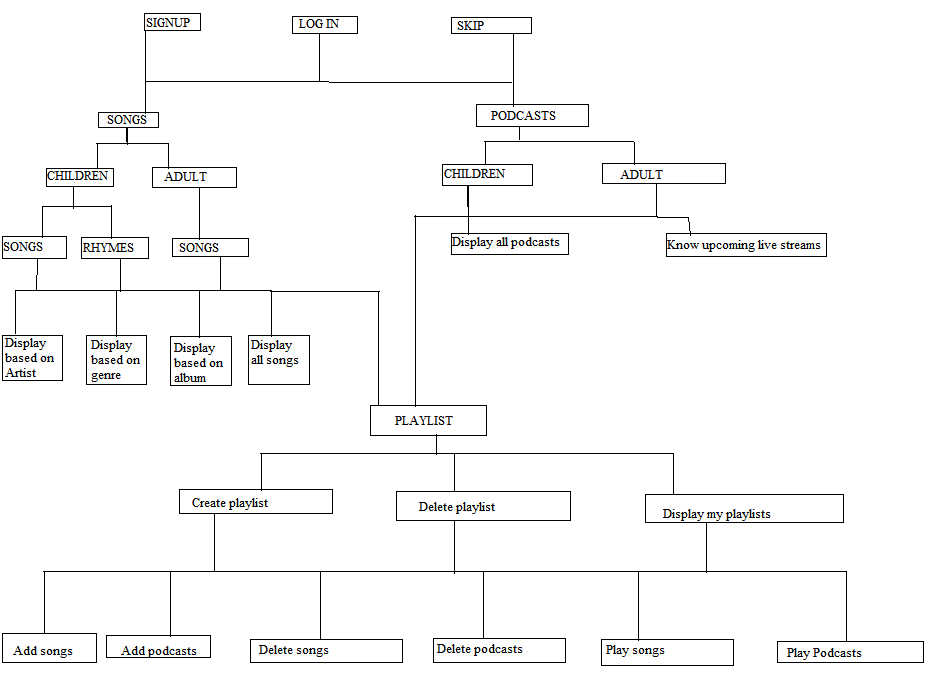 SIGNUP
LOG IN
SKIP
SONGS
PODCASTS
CHILDREN
ADULT
CHILDREN
ADULT
SONGS
RHYMES
SONGS
Display all podcasts
Know upcoming live streams
Display
based on
Artist
Display
based on
genre
Display
based on
album
Display
all songs
PLAYLIST
Create playlist
Delete playlist
Display my playlists
Add songs
Add podcasts
Delete songs
Delete podcasts
Play songs
Play Podcasts